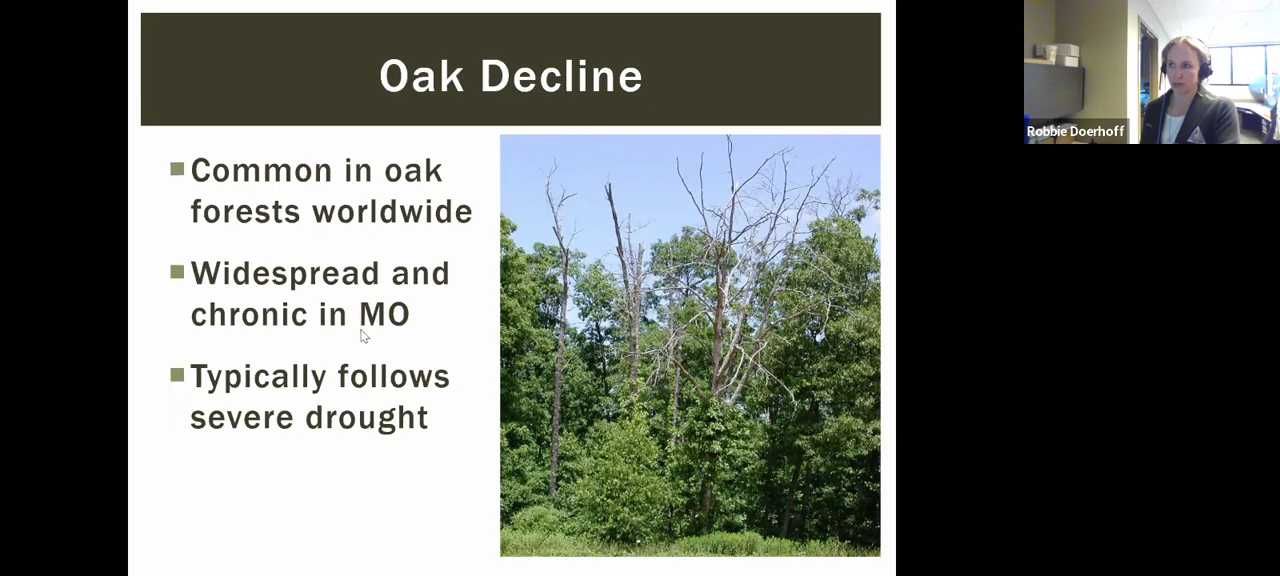 Oak Decline
Common in oak
forests worldwide
Widespread and
chronic in MO
Typically follows
severe drought
Robbie Doerhoff